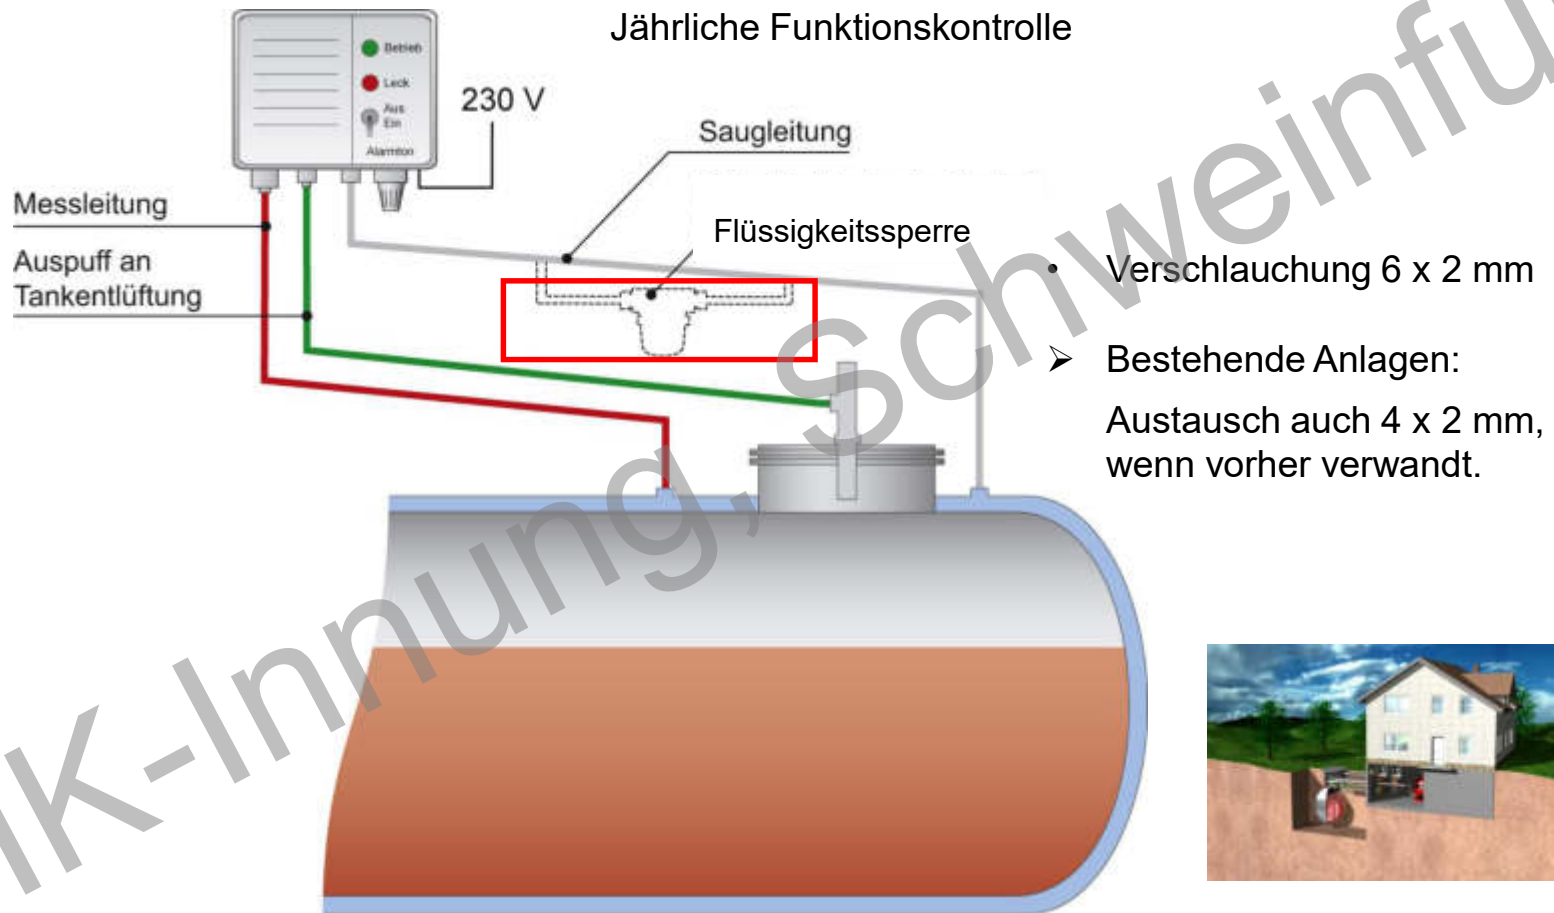 Jährliche Funktionskontrolle
Betrieb
Leck
Aus
Ein
Alarmton
230 V
Saugleitung
Messleitung
Flüssigkeitssperre
Auspuff an
Tankentlüftung
• Verschlauchung 6 x 2 mm
➢ Bestehende Anlagen:
Austausch auch 4 x 2 mm,
wenn vorher verwandt.
IK-Innung, Schweinfu